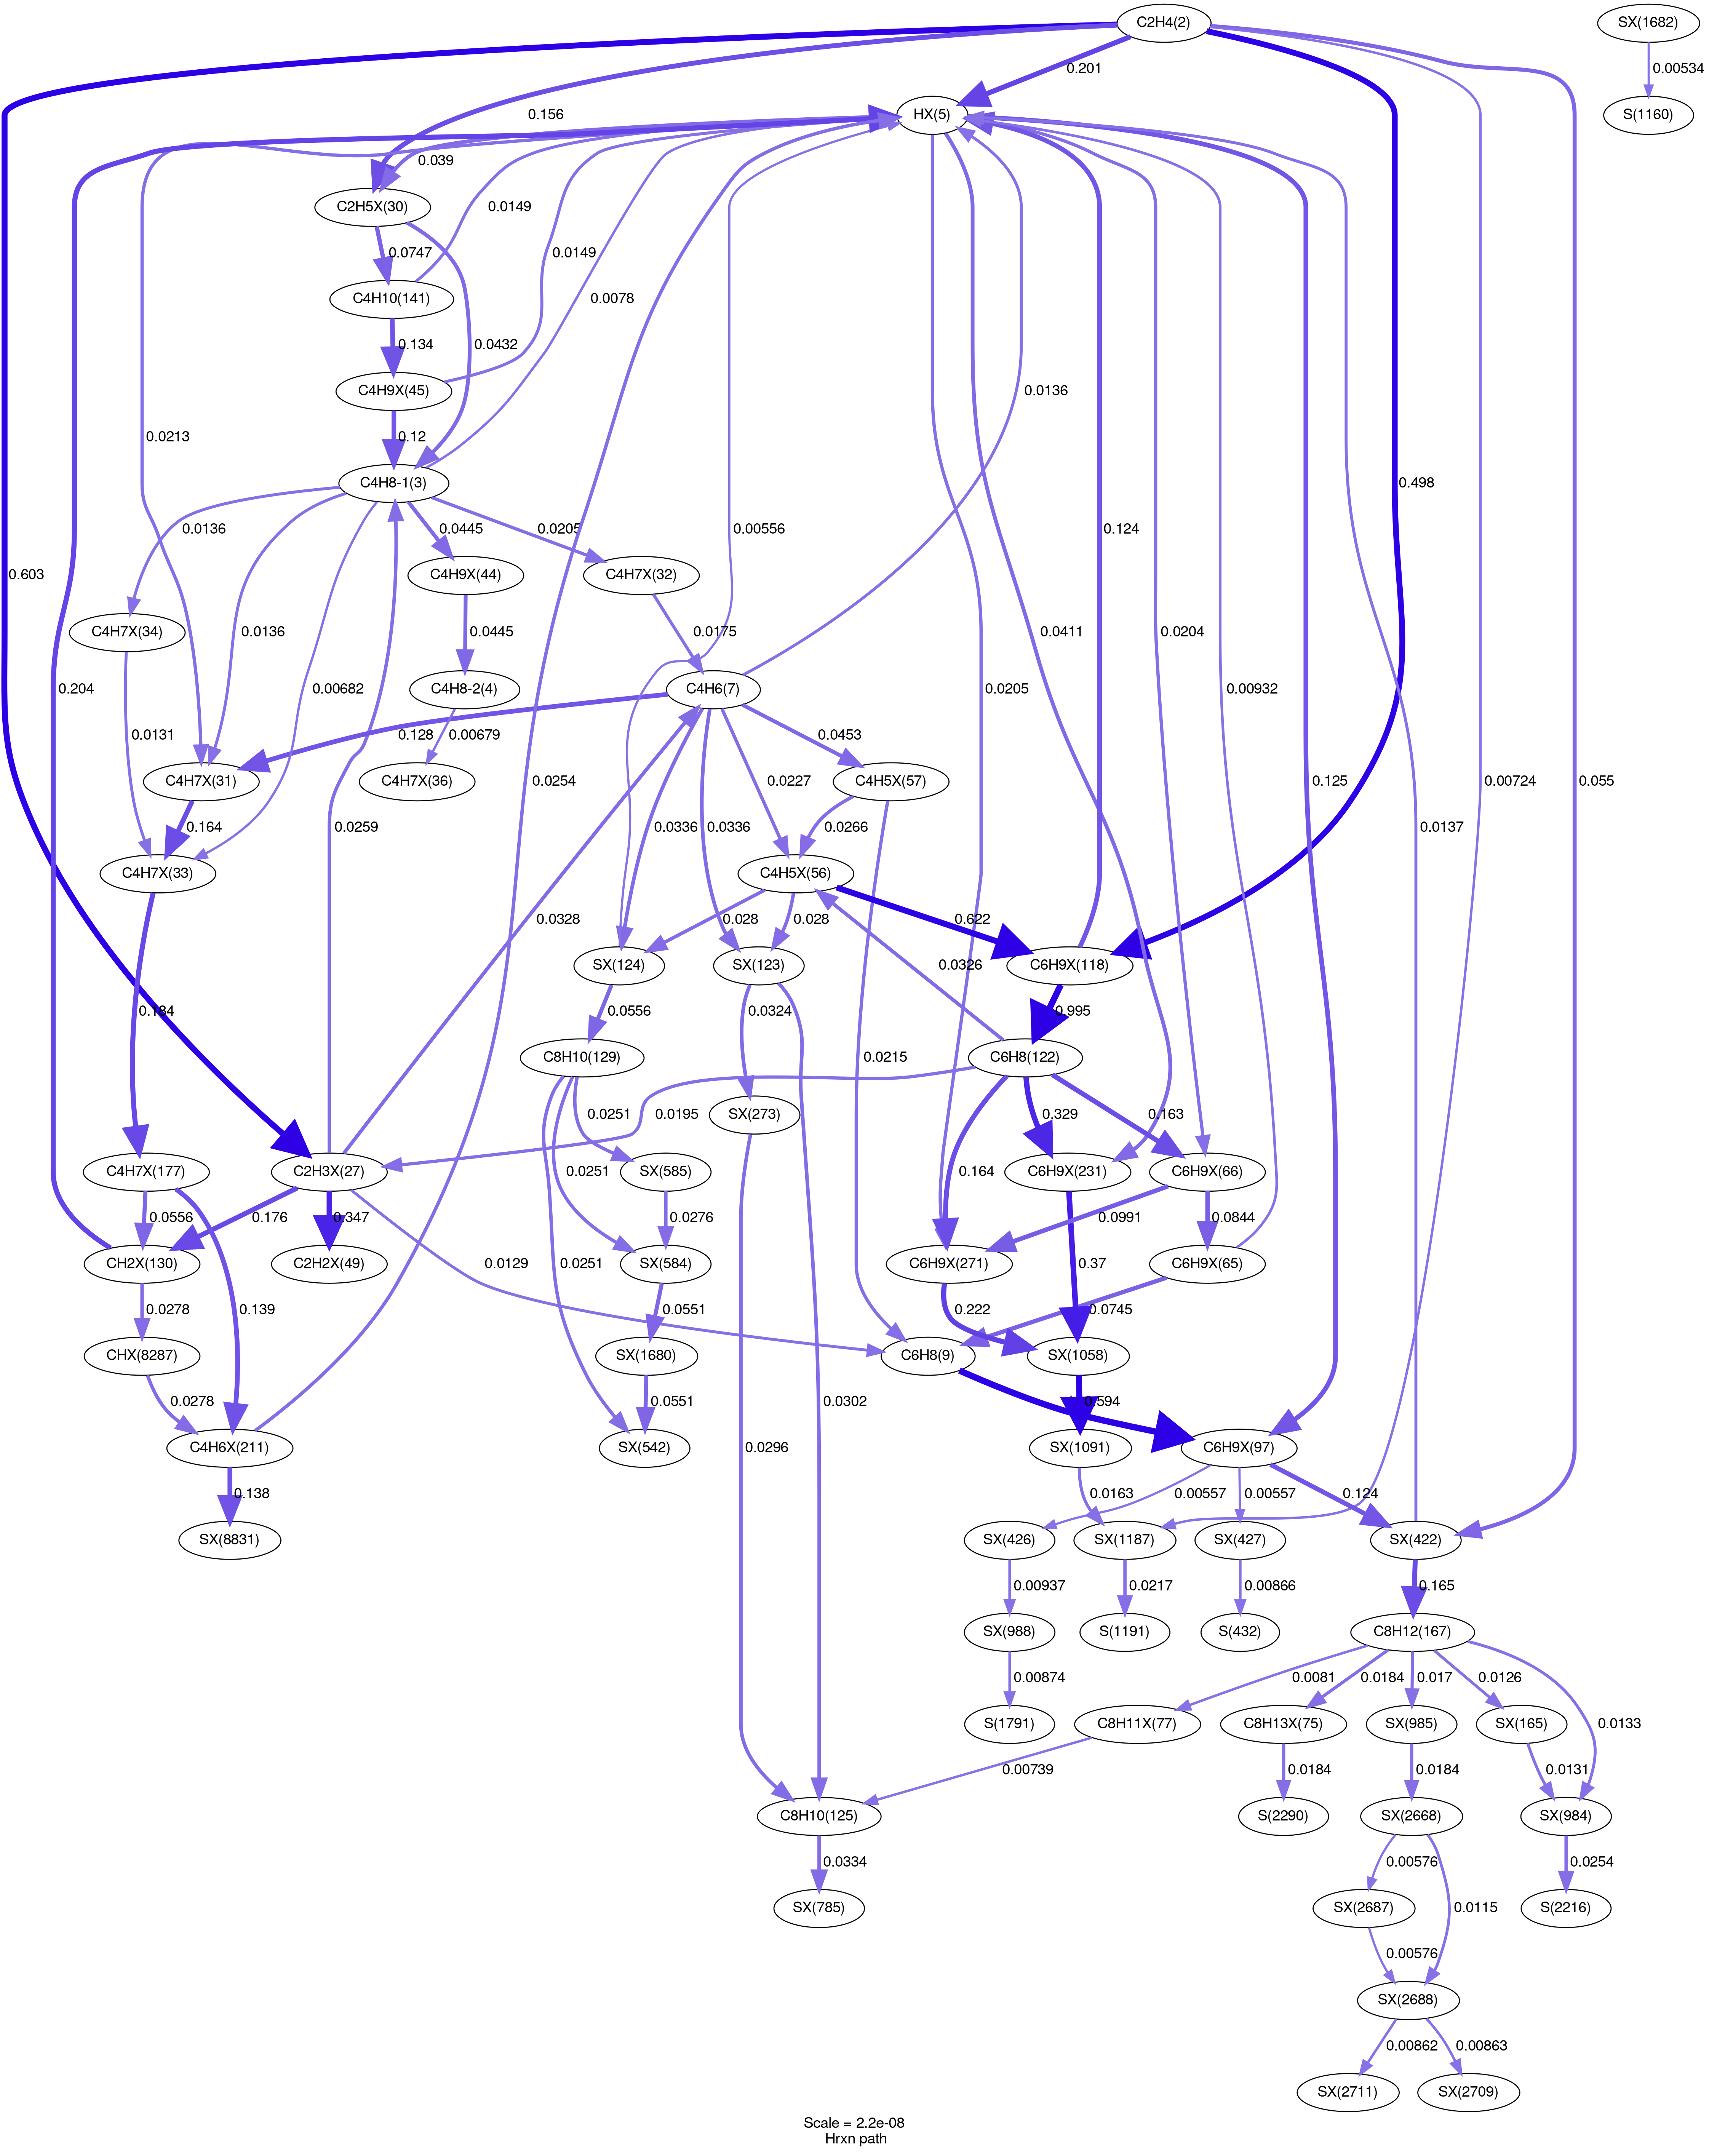 C2H4(2)
SX(1682)
0.201
0.00534
0.156
HX(5)
S(1160)
0.039
C2H5X(30)
0.0149
0.0747
0.0149
C4H10(141)
0.0078
0.134
0.0432
C4H9X(45)
0.0136
0.0213
0.12
C4H8-1(3)
0.00556
0.124
0.498
0.0136
0.0445
0.0205
0.603
C4H9X(44)
C4H7X(32)
C4H7X(34)
0.0136
0.0445
0.0175
0.0411
0.0204
0.204
0.0205
0.00932
C4H8-2(4)
C4H6(7)
0.00682
0.0131
0.128
0.00679
0.0453
C4H7X(31)
C4H7X(36)
0.0254
0.0227
C4H5X(57)
0.125
0.00724
0.055
0.164
0.0259
0.0336
0.0336
0.0266
0.0137
C4H7X(33)
C4H5X(56)
0.0328
0.028
0.028
0.622
SX(124)
SX(123)
C6H9X(118)
0.0326
0.184
0.0556
0.0324
0.995
C8H10(129)
C6H8(122)
0.0215
0.0251
0.0195
0.329
0.163
SX(273)
0.0251
0.164
C4H7X(177)
C2H3X(27)
SX(585)
C6H9X(231)
C6H9X(66)
0.0556
0.176
0.347
0.0276
0.0991
0.0844
CH2X(130)
C2H2X(49)
0.0129
0.0251
SX(584)
C6H9X(271)
0.37
C6H9X(65)
0.0278
0.139
0.0551
0.222
0.0745
CHX(8287)
SX(1680)
C6H8(9)
SX(1058)
0.0278
0.0551
0.0302
0.594
C4H6X(211)
SX(542)
0.0296
SX(1091)
C6H9X(97)
0.138
0.0163
0.00557
0.00557
0.124
SX(8831)
SX(426)
SX(1187)
SX(427)
SX(422)
0.00937
0.0217
0.00866
0.165
SX(988)
S(1191)
S(432)
C8H12(167)
0.00874
0.0081
0.0184
0.017
0.0126
S(1791)
C8H11X(77)
C8H13X(75)
SX(985)
SX(165)
0.0133
0.00739
0.0184
0.0184
0.0131
C8H10(125)
S(2290)
SX(2668)
SX(984)
0.0334
0.00576
0.0254
SX(785)
SX(2687)
0.0115
S(2216)
0.00576
SX(2688)
0.00862
0.00863
SX(2711)
SX(2709)
Scale = 2.2e-08
Hrxn path